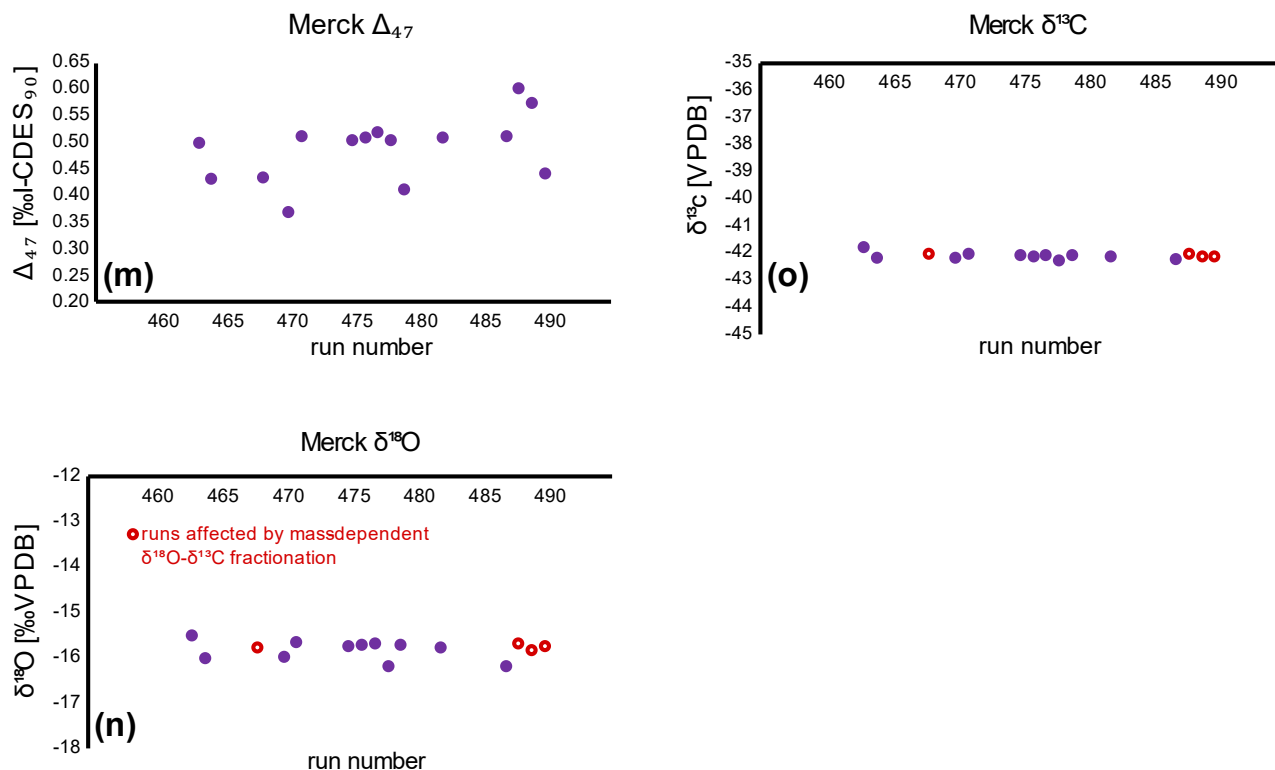 Merck Δ₄₇
0.65
0.60
0.55
0.50
0.45
0.40
0.35
0.30
0.25
0.20
Δ₄₇ [‰I-CDES₉₀]
(m)
460 465 470 475 480 485 490
run number
Merck δ¹³C
-35
-36
-37
-38
-39
-40
-41
-42
-43
-44
-45
δ¹³c [VPDB]
460 465 470 475 480 485 490
(o)
run number
Merck δ¹⁸O
-12
-13
-14
-15
-16
-17
-18
δ¹⁸O [‰VPDB]
460 465 470 475 480 485 490
runs affected by massdependent
δ¹⁸O-δ¹³C fractionation
(n)
run number